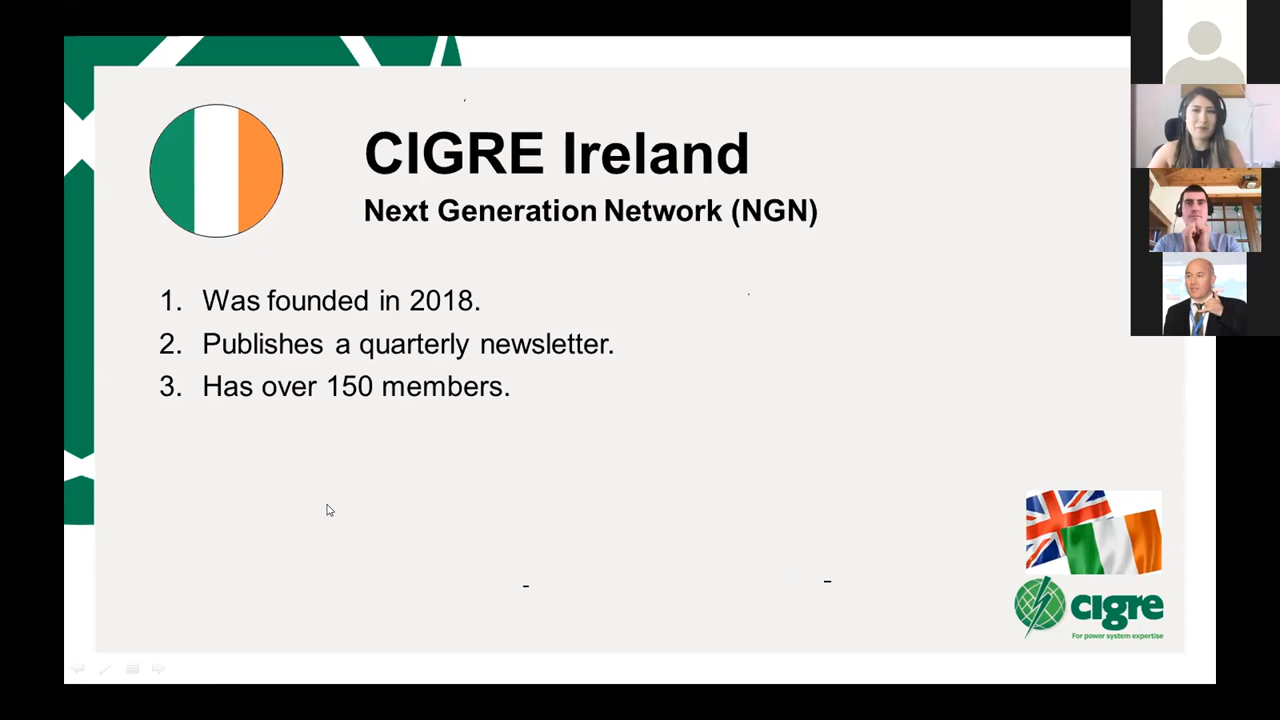 CIGRE Ireland
Next Generation Network (NGN)
1. Was founded in 2018.
2. Publishes a quarterly newsletter.
3. Has over 150 members.
cigre
For power system expertise